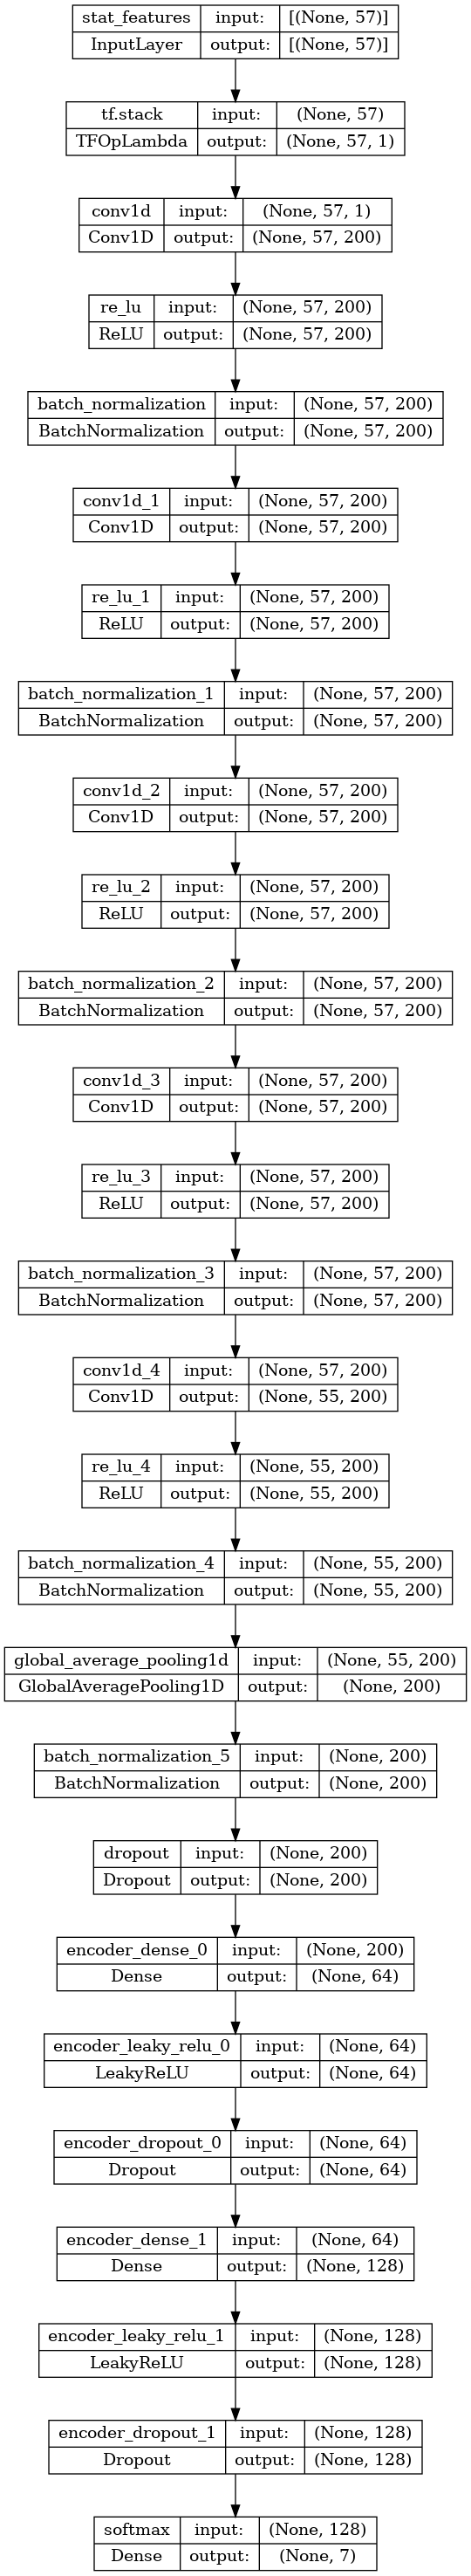 stat_features input: [(None, 57)]
InputLayer output: [(None, 57)]
tf.stack input: (None, 57)
TFOpLambda output: (None, 57, 1)
conv1d input: (None, 57, 1)
Conv1D output: (None, 57, 200)
re_lu input: (None, 57, 200)
ReLU output: (None, 57, 200)
batch_normalization input: (None, 57, 200)
BatchNormalization output: (None, 57, 200)
conv1d_1 input: (None, 57, 200)
Conv1D output: (None, 57, 200)
re_lu_1 input: (None, 57, 200)
ReLU output: (None, 57, 200)
batch_normalization_1 input: (None, 57, 200)
BatchNormalization output: (None, 57, 200)
conv1d_2 input: (None, 57, 200)
Conv1D output: (None, 57, 200)
re_lu_2 input: (None, 57, 200)
ReLU output: (None, 57, 200)
batch_normalization_2 input: (None, 57, 200)
BatchNormalization output: (None, 57, 200)
conv1d_3 input: (None, 57, 200)
Conv1D output: (None, 57, 200)
re_lu_3 input: (None, 57, 200)
ReLU output: (None, 57, 200)
batch_normalization_3 input: (None, 57, 200)
BatchNormalization output: (None, 57, 200)
conv1d_4 input: (None, 57, 200)
Conv1D output: (None, 55, 200)
re_lu_4 input: (None, 55, 200)
ReLU output: (None, 55, 200)
batch_normalization_4 input: (None, 55, 200)
BatchNormalization output: (None, 55, 200)
global_average_pooling1d input: (None, 55, 200)
GlobalAveragePooling1D output: (None, 200)
batch_normalization_5 input: (None, 200)
BatchNormalization output: (None, 200)
dropout input: (None, 200)
Dropout output: (None, 200)
encoder_dense_0 input: (None, 200)
Dense output: (None, 64)
encoder_leaky_relu_0 input: (None, 64)
LeakyReLU output: (None, 64)
encoder_dropout_0 input: (None, 64)
Dropout output: (None, 64)
encoder_dense_1 input: (None, 64)
Dense output: (None, 128)
encoder_leaky_relu_1 input: (None, 128)
LeakyReLU output: (None, 128)
encoder_dropout_1 input: (None, 128)
Dropout output: (None, 128)
softmax input: (None, 128)
Dense output: (None, 7)